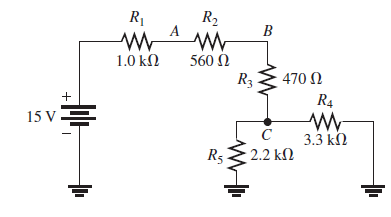 R₁ A R₂ B
1.0 kΩ 560 Ω
R₃ 470 Ω
+
15 V
−
R₄
C 3.3 kΩ
R₅ 2.2 kΩ